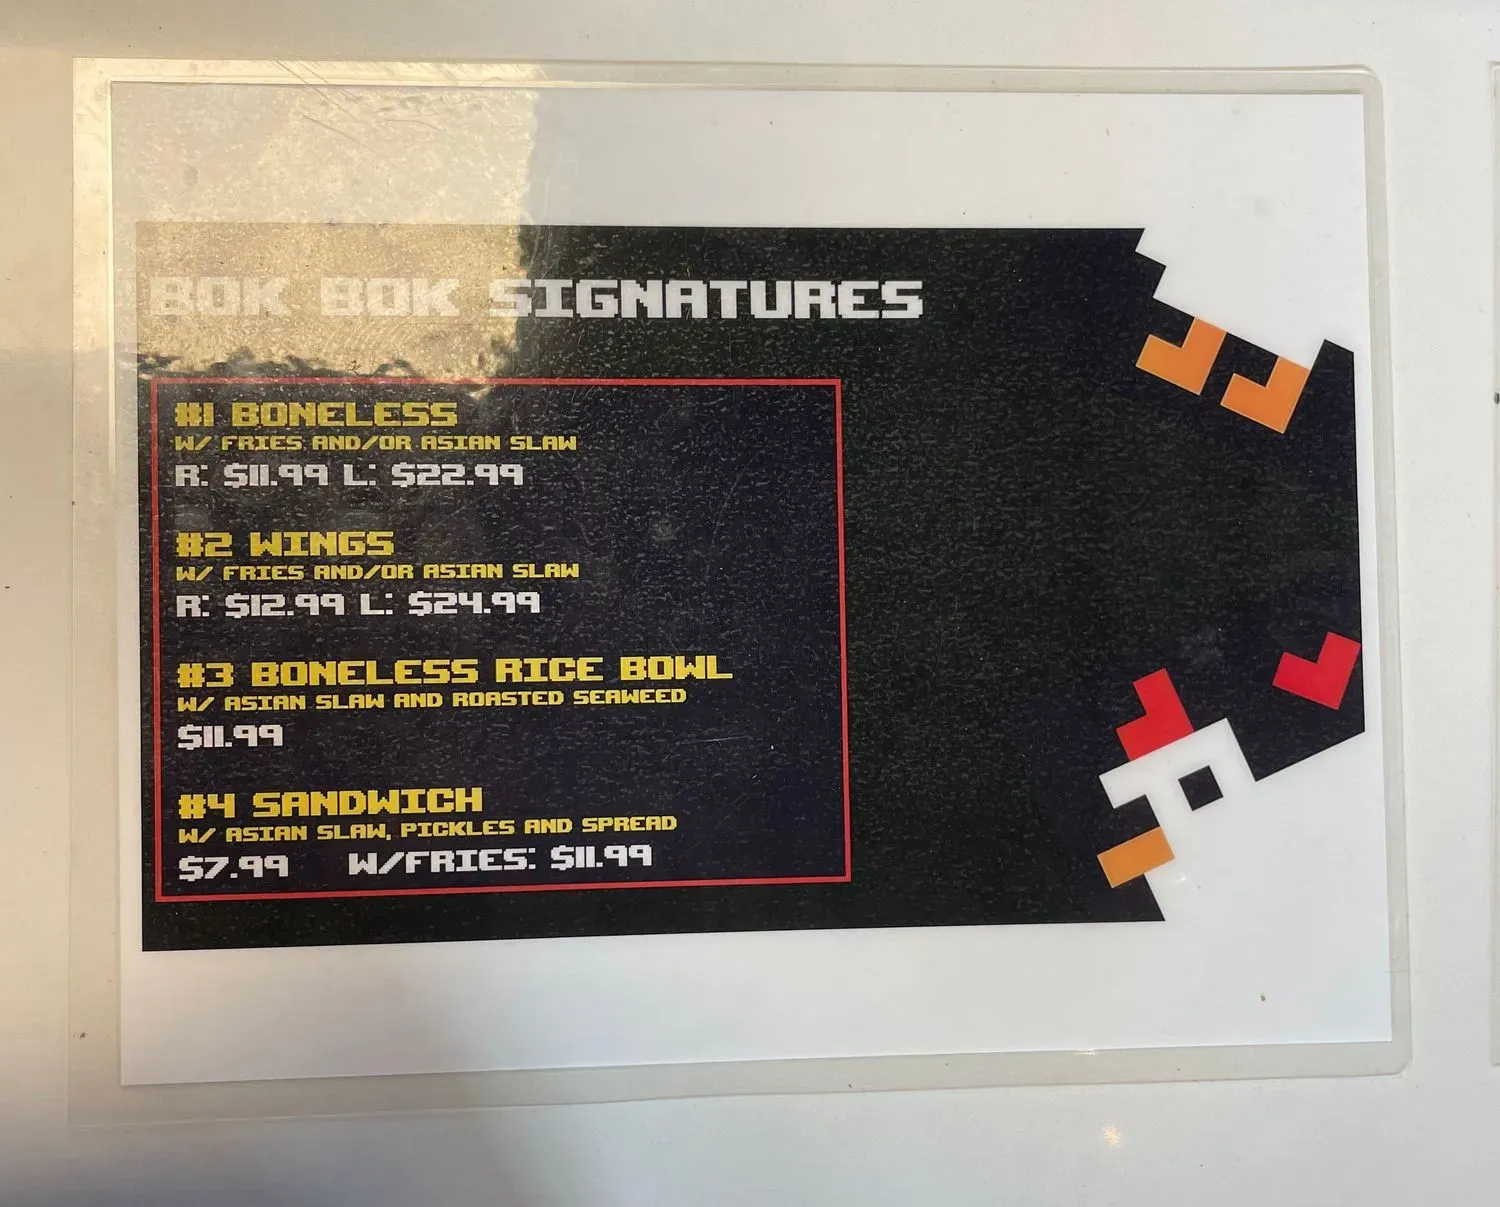 BOK BOK SIGNATURES
#1 BONELESS
W/ FRIES AND/OR ASIAN SLAW
R: $11.99 L: $22.99
#2 WINGS
W/ FRIES AND/OR ASIAN SLAW
R: $12.99 L: $24.99
#3 BONELESS RICE BOWL
W/ ASIAN SLAW AND ROASTED SEAWEED
$11.99
#4 SANDWICH
W/ ASIAN SLAW, PICKLES AND SPREAD
$7.99 W/FRIES: $11.99